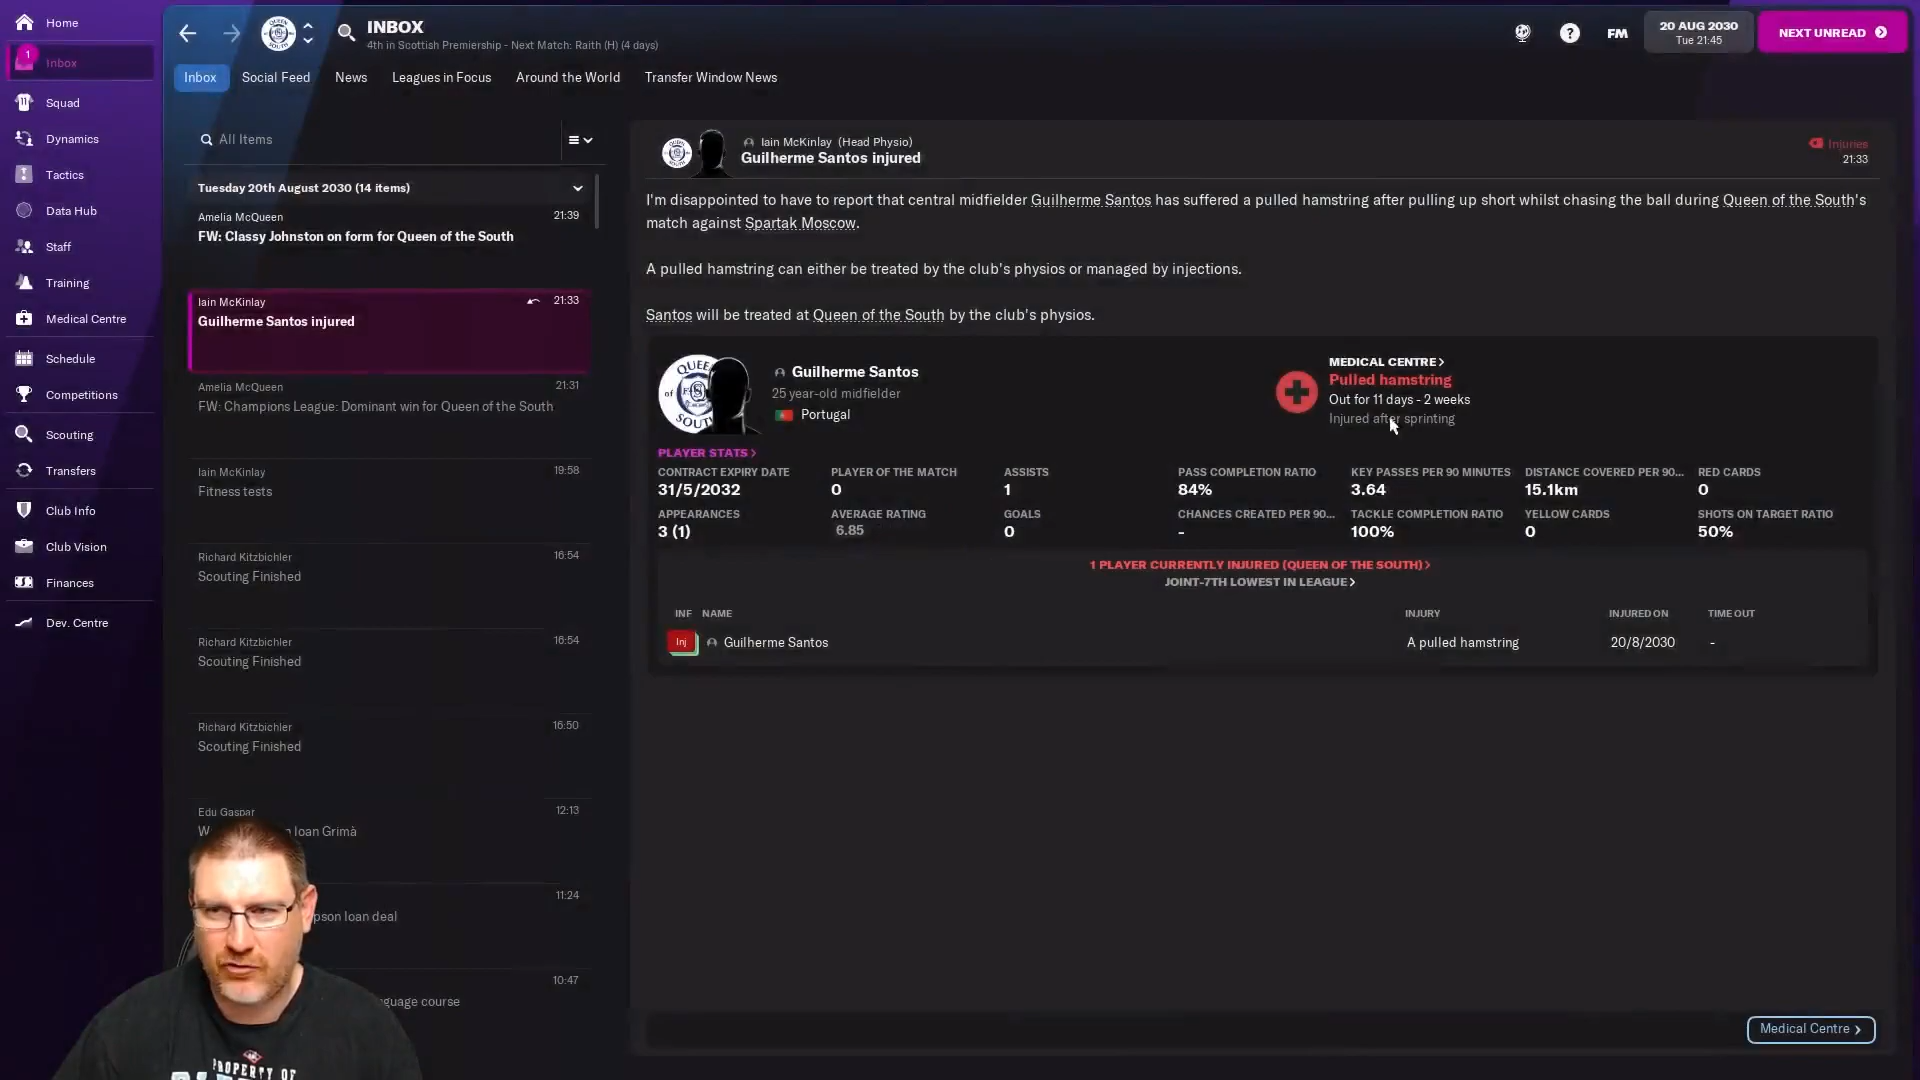 Home
Inbox
1
Squad
Dynamics
Tactics
Data Hub
Staff
Training
Medical Centre
Schedule
Competitions
Scouting
Transfers
Club Info
Club Vision
Finances
Dev. Centre
INBOX
4th in Scottish Premiership - Next Match: Raith (H) (4 days)
FM
20 AUG 2030
Tue 21:45
NEXT UNREAD
Inbox
Social Feed
News
Leagues in Focus
Around the World
Transfer Window News
All Items
Tuesday 20th August 2030 (14 items)
Amelia McQueen 21:39
FW: Classy Johnston on form for Queen of the South
Iain McKinlay 21:33
Guilherme Santos injured
Amelia McQueen 21:31
FW: Champions League: Dominant win for Queen of the South
Iain McKinlay 19:58
Fitness tests
Richard Kitzbichler 16:54
Scouting Finished
Richard Kitzbichler 16:54
Scouting Finished
Richard Kitzbichler 16:50
Scouting Finished
Edu Gaspar 12:13
Ioan Grimà
11:24
pson loan deal
10:47
guage course
Iain McKinlay (Head Physio)
Guilherme Santos injured
Injuries
21:33
I'm disappointed to have to report that central midfielder Guilherme Santos has suffered a pulled hamstring after pulling up short whilst chasing the ball during Queen of the South's
match against Spartak Moscow.
A pulled hamstring can either be treated by the club's physios or managed by injections.
Santos will be treated at Queen of the South by the club's physios.
Guilherme Santos
25 year-old midfielder
Portugal
MEDICAL CENTRE >
Pulled hamstring
Out for 11 days - 2 weeks
Injured after sprinting
PLAYER STATS >
CONTRACT EXPIRY DATE PLAYER OF THE MATCH ASSISTS PASS COMPLETION RATIO KEY PASSES PER 90 MINUTES DISTANCE COVERED PER 90... RED CARDS
31/5/2032 0 1 84% 3.64 15.1km 0
APPEARANCES AVERAGE RATING GOALS CHANCES CREATED PER 90... TACKLE COMPLETION RATIO YELLOW CARDS SHOTS ON TARGET RATIO
3 (1) 6.85 0 - 100% 0 50%
1 PLAYER CURRENTLY INJURED (QUEEN OF THE SOUTH) >
JOINT-7TH LOWEST IN LEAGUE >
INF NAME INJURY INJURED ON TIME OUT
Inj Guilherme Santos A pulled hamstring 20/8/2030 -
Medical Centre >
PROPERTY OF